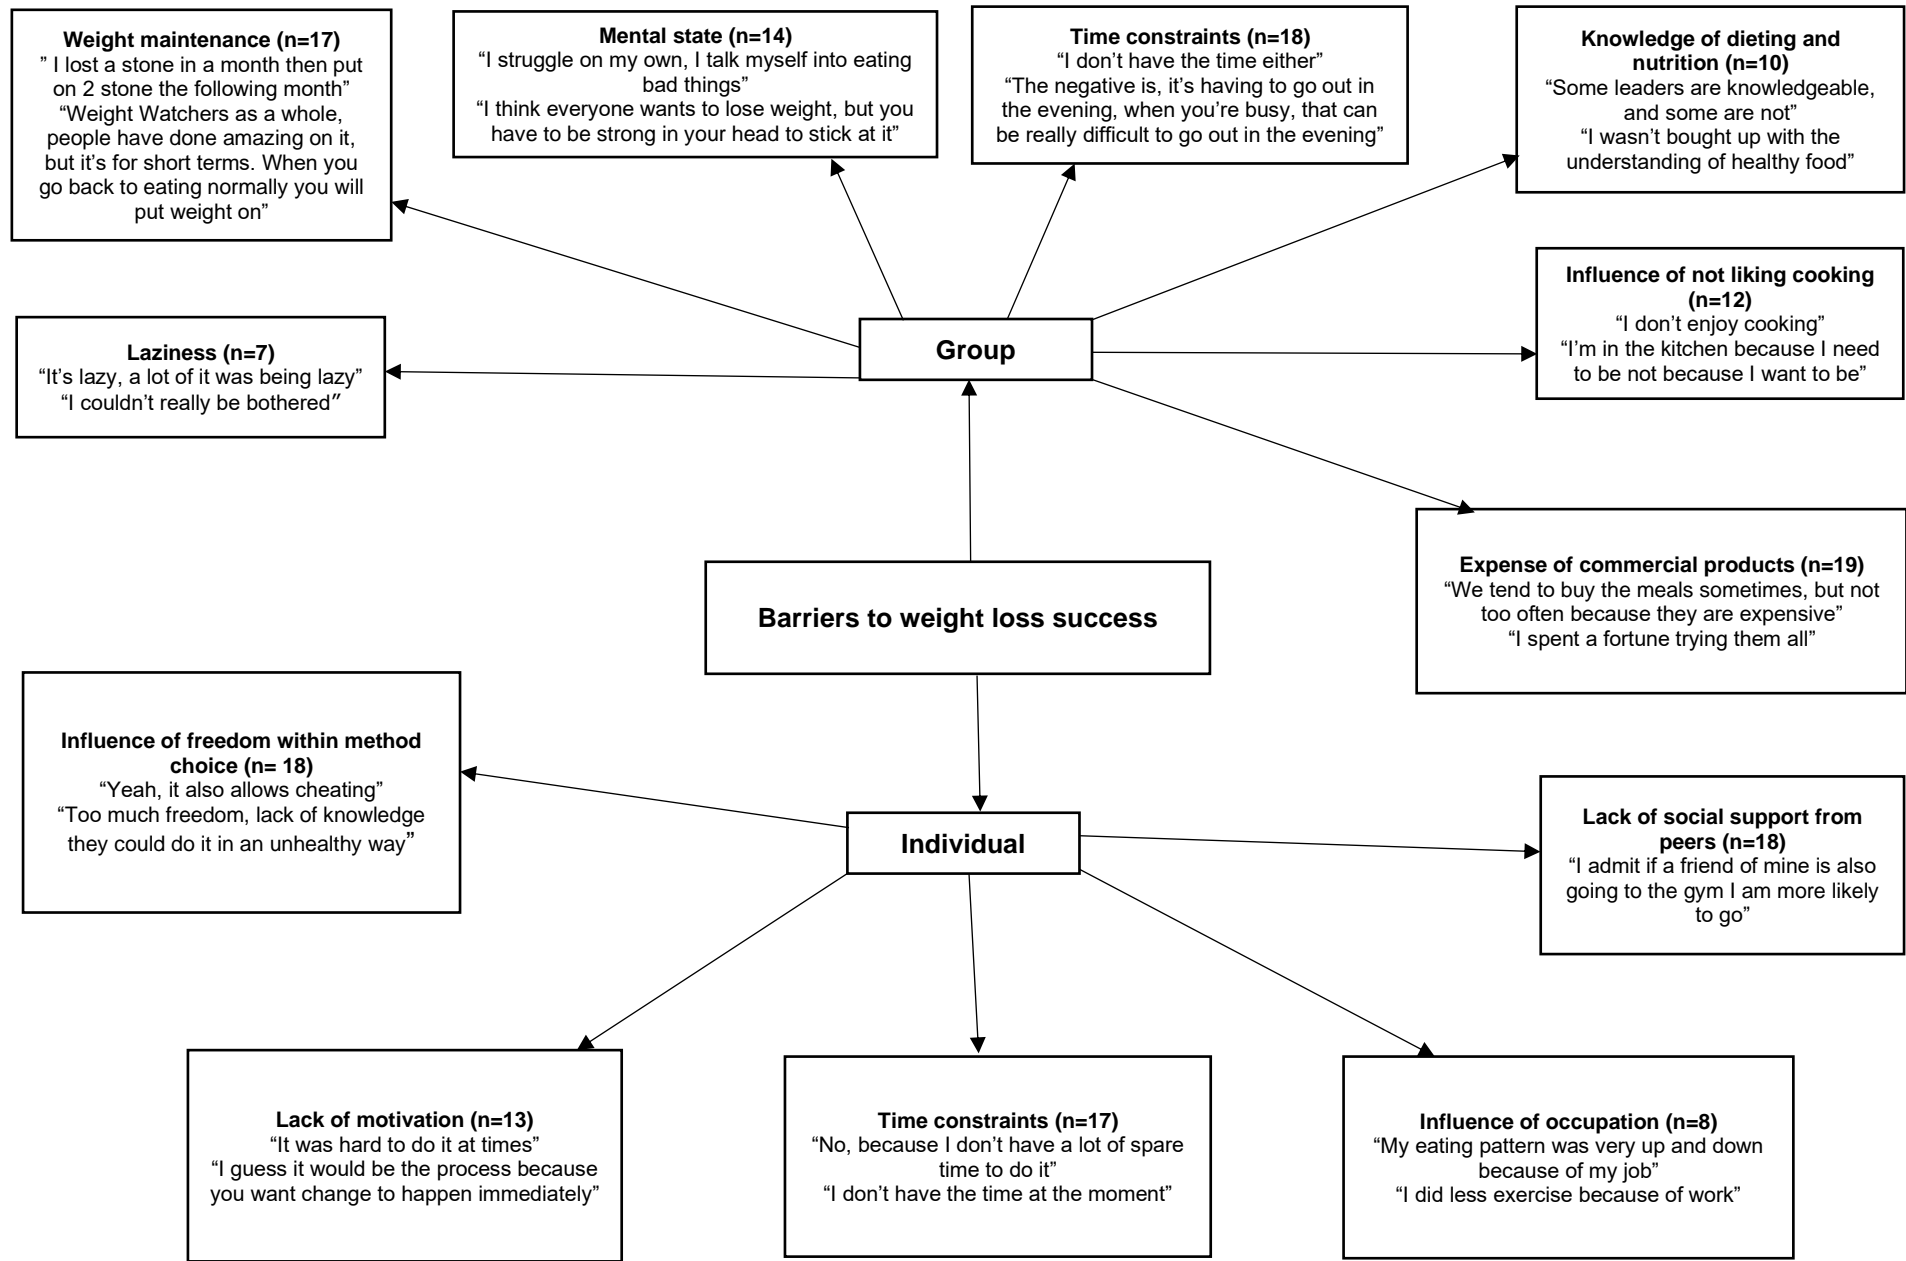 Weight maintenance (n=17)
” I lost a stone in a month then put
on 2 stone the following month”
“Weight Watchers as a whole,
people have done amazing on it,
but it’s for short terms. When you
go back to eating normally you will
put weight on”
Mental state (n=14)
“I struggle on my own, I talk myself into eating
bad things”
“I think everyone wants to lose weight, but you
have to be strong in your head to stick at it”
Time constraints (n=18)
“I don’t have the time either”
“The negative is, it’s having to go out in
the evening, when you’re busy, that can
be really difficult to go out in the evening”
Knowledge of dieting and
nutrition (n=10)
“Some leaders are knowledgeable,
and some are not”
“I wasn’t bought up with the
understanding of healthy food”
Laziness (n=7)
“It’s lazy, a lot of it was being lazy”
“I couldn’t really be bothered”
Group
Influence of not liking cooking
(n=12)
“I don’t enjoy cooking”
“I’m in the kitchen because I need
to be not because I want to be”
Expense of commercial products (n=19)
“We tend to buy the meals sometimes, but not
too often because they are expensive”
“I spent a fortune trying them all”
Barriers to weight loss success
Influence of freedom within method
choice (n= 18)
“Yeah, it also allows cheating”
“Too much freedom, lack of knowledge
they could do it in an unhealthy way”
Individual
Lack of social support from
peers (n=18)
“I admit if a friend of mine is also
going to the gym I am more likely
to go”
Lack of motivation (n=13)
“It was hard to do it at times”
“I guess it would be the process because
you want change to happen immediately”
Time constraints (n=17)
“No, because I don’t have a lot of spare
time to do it”
“I don’t have the time at the moment”
Influence of occupation (n=8)
“My eating pattern was very up and down
because of my job”
“I did less exercise because of work”